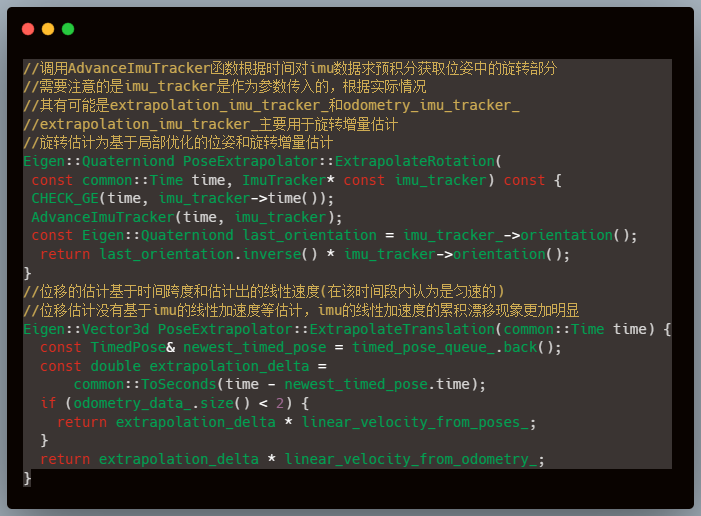 //调用AdvanceImuTracker函数根据时间对imu数据求预积分获取位姿中的旋转部分
//需要注意的是imu_tracker是作为参数传入的，根据实际情况
//其有可能是extrapolation_imu_tracker_和odometry_imu_tracker_
//extrapolation_imu_tracker_主要用于旋转增量估计
//旋转估计为基于局部优化的位姿和旋转增量估计
Eigen::Quaterniond PoseExtrapolator::ExtrapolateRotation(
 const common::Time time, ImuTracker* const imu_tracker) const {
 CHECK_GE(time, imu_tracker->time());
 AdvanceImuTracker(time, imu_tracker);
 const Eigen::Quaterniond last_orientation = imu_tracker_->orientation();
  return last_orientation.inverse() * imu_tracker->orientation();
}
//位移的估计基于时间跨度和估计出的线性速度(在该时间段内认为是匀速的)
//位移估计没有基于imu的线性加速度等估计，imu的线性加速度的累积漂移现象更加明显
Eigen::Vector3d PoseExtrapolator::ExtrapolateTranslation(common::Time time) {
  const TimedPose& newest_timed_pose = timed_pose_queue_.back();
  const double extrapolation_delta =
      common::ToSeconds(time - newest_timed_pose.time);
  if (odometry_data_.size() < 2) {
    return extrapolation_delta * linear_velocity_from_poses_;
  }
  return extrapolation_delta * linear_velocity_from_odometry_;
}